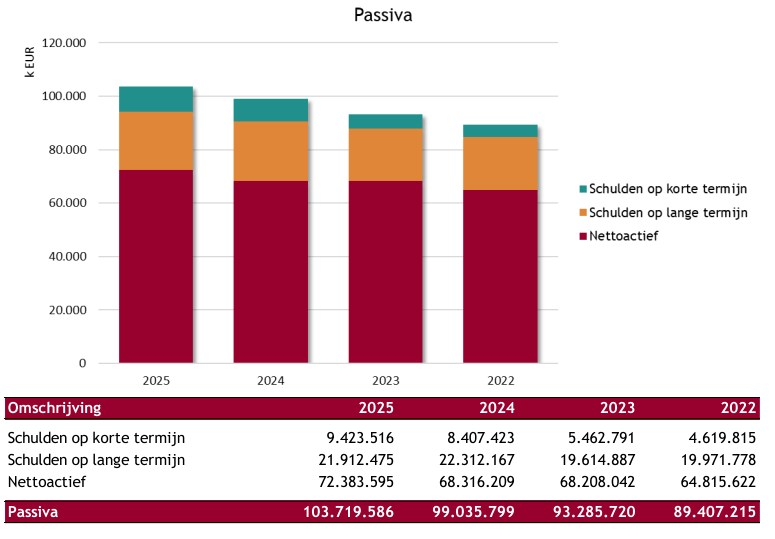 Passiva
k EUR
120.000
100.000
80.000
60.000
40.000
20.000
0
2025 2024 2023 2022
Schulden op korte termijn
Schulden op lange termijn
Nettoactief
Omschrijving 2025 2024 2023 2022
Schulden op korte termijn 9.423.516 8.407.423 5.462.791 4.619.815
Schulden op lange termijn 21.912.475 22.312.167 19.614.887 19.971.778
Nettoactief 72.383.595 68.316.209 68.208.042 64.815.622
Passiva 103.719.586 99.035.799 93.285.720 89.407.215